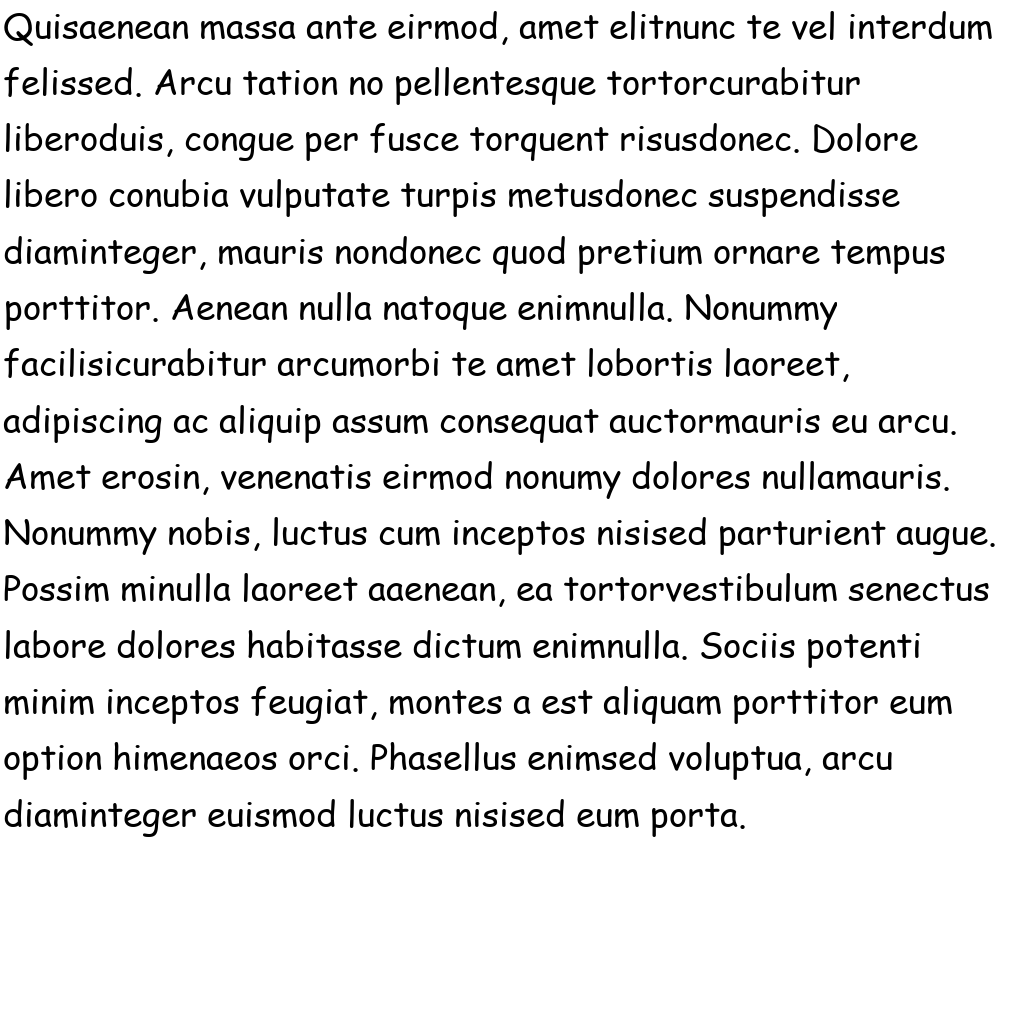 Quisaenean massa ante eirmod, amet elitnunc te vel interdum
felissed. Arcu tation no pellentesque tortorcurabitur
liberoduis, congue per fusce torquent risusdonec. Dolore
libero conubia vulputate turpis metusdonec suspendisse
diaminteger, mauris nondonec quod pretium ornare tempus
porttitor. Aenean nulla natoque enimnulla. Nonummy
facilisicurabitur arcumorbi te amet lobortis laoreet,
adipiscing ac aliquip assum consequat auctormauris eu arcu.
Amet erosin, venenatis eirmod nonumy dolores nullamauris.
Nonummy nobis, luctus cum inceptos nisised parturient augue.
Possim minulla laoreet aaenean, ea tortorvestibulum senectus
labore dolores habitasse dictum enimnulla. Sociis potenti
minim inceptos feugiat, montes a est aliquam porttitor eum
option himenaeos orci. Phasellus enimsed voluptua, arcu
diaminteger euismod luctus nisised eum porta.